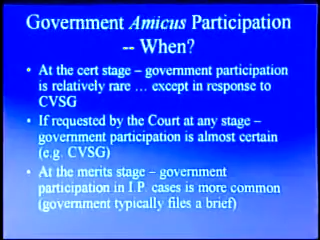 Government Amicus Participation
-- When?
• At the cert stage – government participation
is relatively rare … except in response to
CVSG
• If requested by the Court at any stage –
government participation is almost certain
(e.g. CVSG)
• At the merits stage – government
participation in I.P. cases is more common
(government typically files a brief)